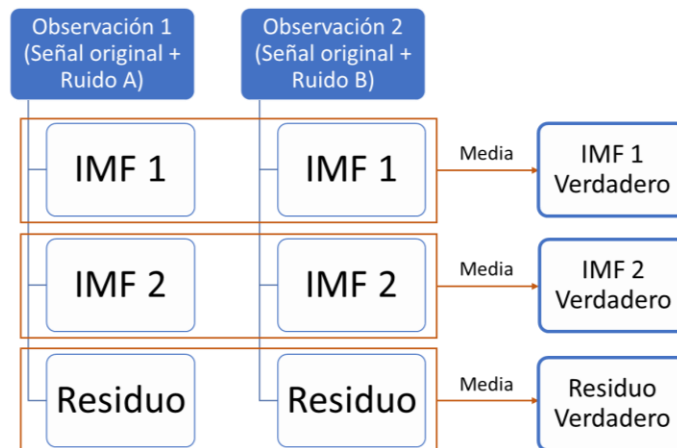 Observación 1
(Señal original +
Ruido A)
Observación 2
(Señal original +
Ruido B)
IMF 1
IMF 1
Media
IMF 1
Verdadero
IMF 2
IMF 2
Media
IMF 2
Verdadero
Residuo
Residuo
Media
Residuo
Verdadero